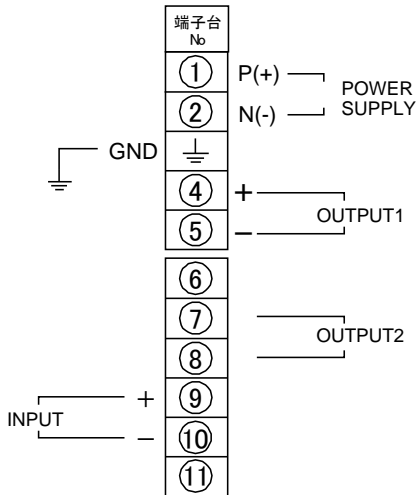 端子台
No
① P(+)
POWER
SUPPLY
② N(-)
GND
④ +
OUTPUT1
⑤ −
⑥
⑦
OUTPUT2
⑧
+ ⑨
INPUT
− ⑩
⑪